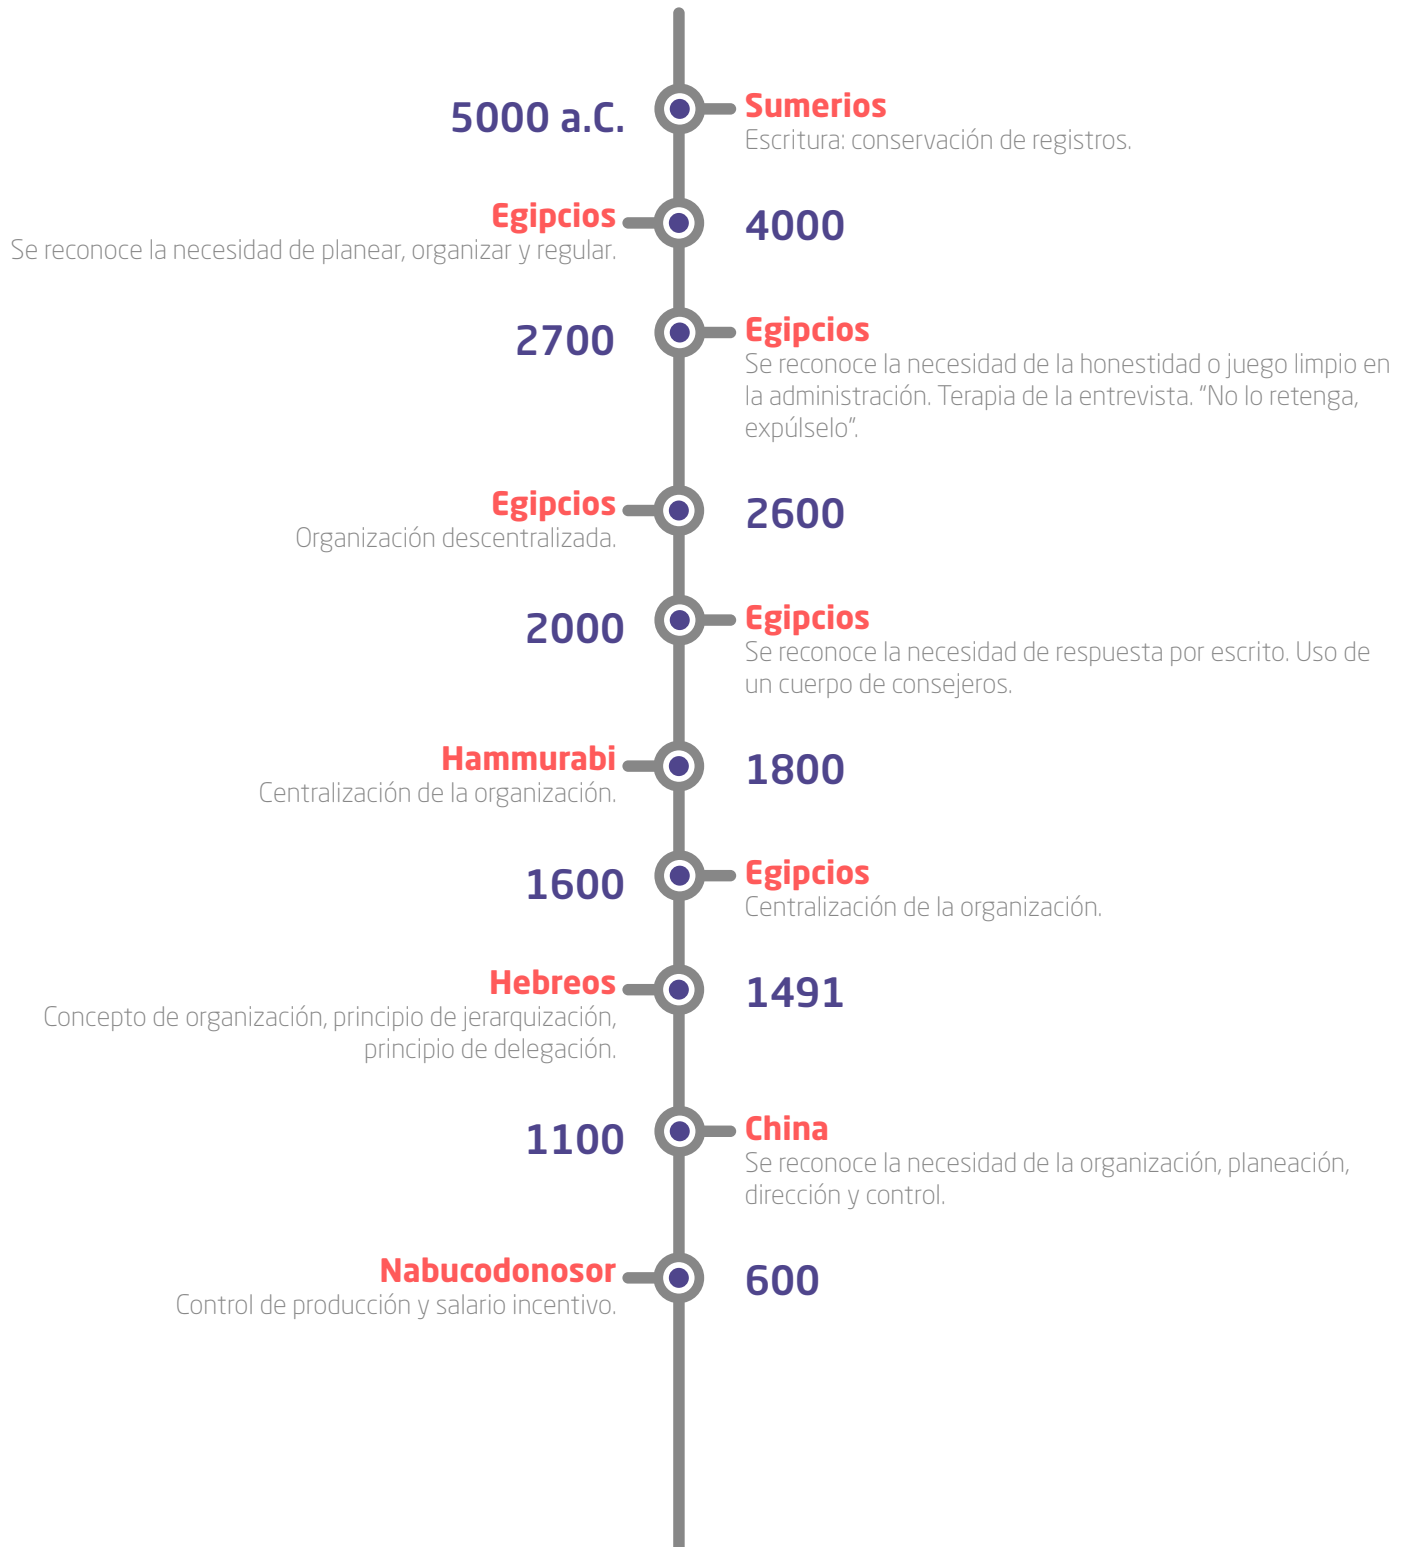 5000 a.C.
Sumerios
Escritura: conservación de registros.
Egipcios
Se reconoce la necesidad de planear, organizar y regular.
4000
2700
Egipcios
Se reconoce la necesidad de la honestidad o juego limpio en
la administración. Terapia de la entrevista. “No lo retenga,
expúlselo”.
Egipcios
Organización descentralizada.
2600
2000
Egipcios
Se reconoce la necesidad de respuesta por escrito. Uso de
un cuerpo de consejeros.
Hammurabi
Centralización de la organización.
1800
1600
Egipcios
Centralización de la organización.
Hebreos
Concepto de organización, principio de jerarquización,
principio de delegación.
1491
1100
China
Se reconoce la necesidad de la organización, planeación,
dirección y control.
Nabucodonosor
Control de producción y salario incentivo.
600